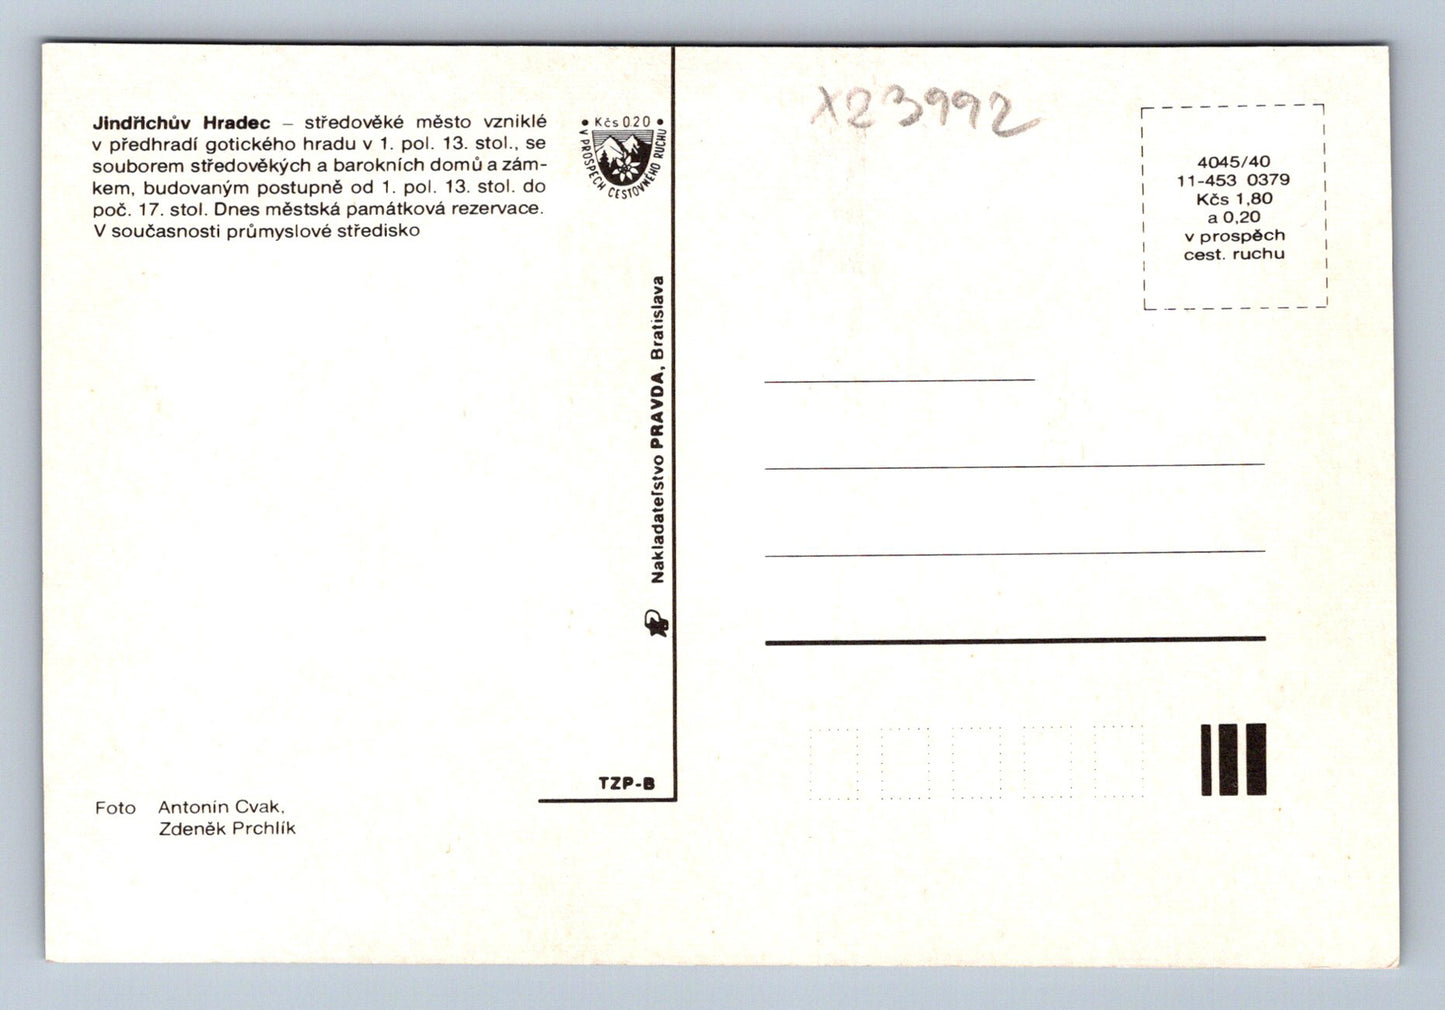 Jindřichův Hradec – středověké město vzniklé
v předhradí gotického hradu v 1. pol. 13. stol., se
souborem středověkých a barokních domů a zám-
kem, budovaným postupně od 1. pol. 13. stol. do
poč. 17. stol. Dnes městská památková rezervace.
V současnosti průmyslové středisko
• Kčs 0.20 •
V PROSPECH CESTOVNÉHO RUCHU
Nakladateľstvo PRAVDA, Bratislava
TZP-B
Foto Antonín Cvak,
Zdeněk Prchlík
X23992
4045/40
11-453 0379
Kčs 1,80
a 0,20
v prospěch
cest. ruchu